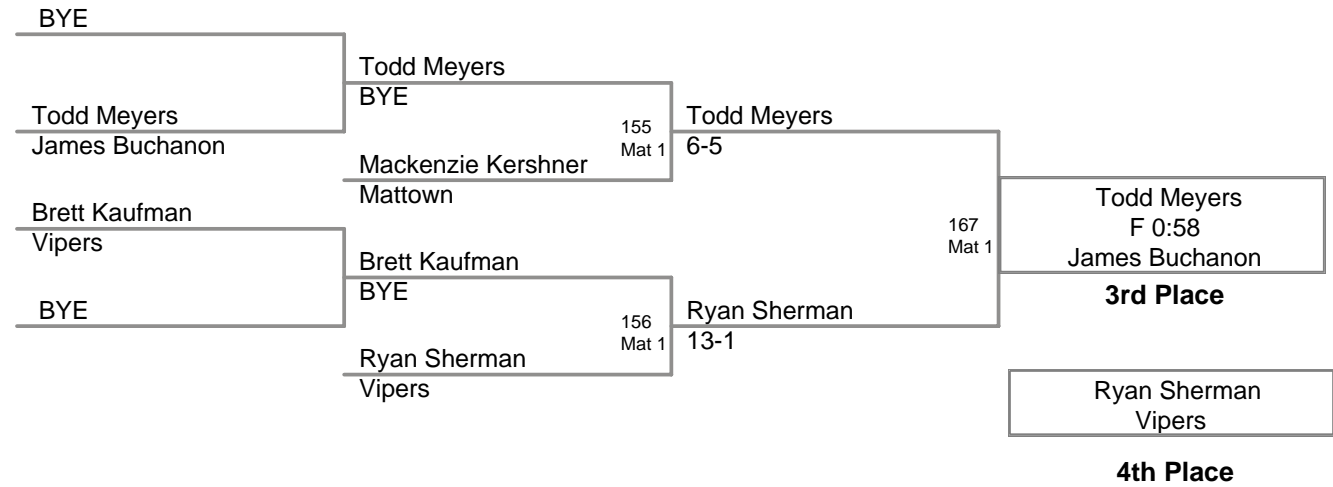 BYE
Todd Meyers
James Buchanon
Brett Kaufman
Vipers
BYE
Todd Meyers
BYE
155
Mat 1
Mackenzie Kershner
Mattown
Brett Kaufman
BYE
156
Mat 1
Ryan Sherman
Vipers
Todd Meyers
6-5
167
Mat 1
Ryan Sherman
13-1
Todd Meyers
F 0:58
James Buchanon
3rd Place
Ryan Sherman
Vipers
4th Place